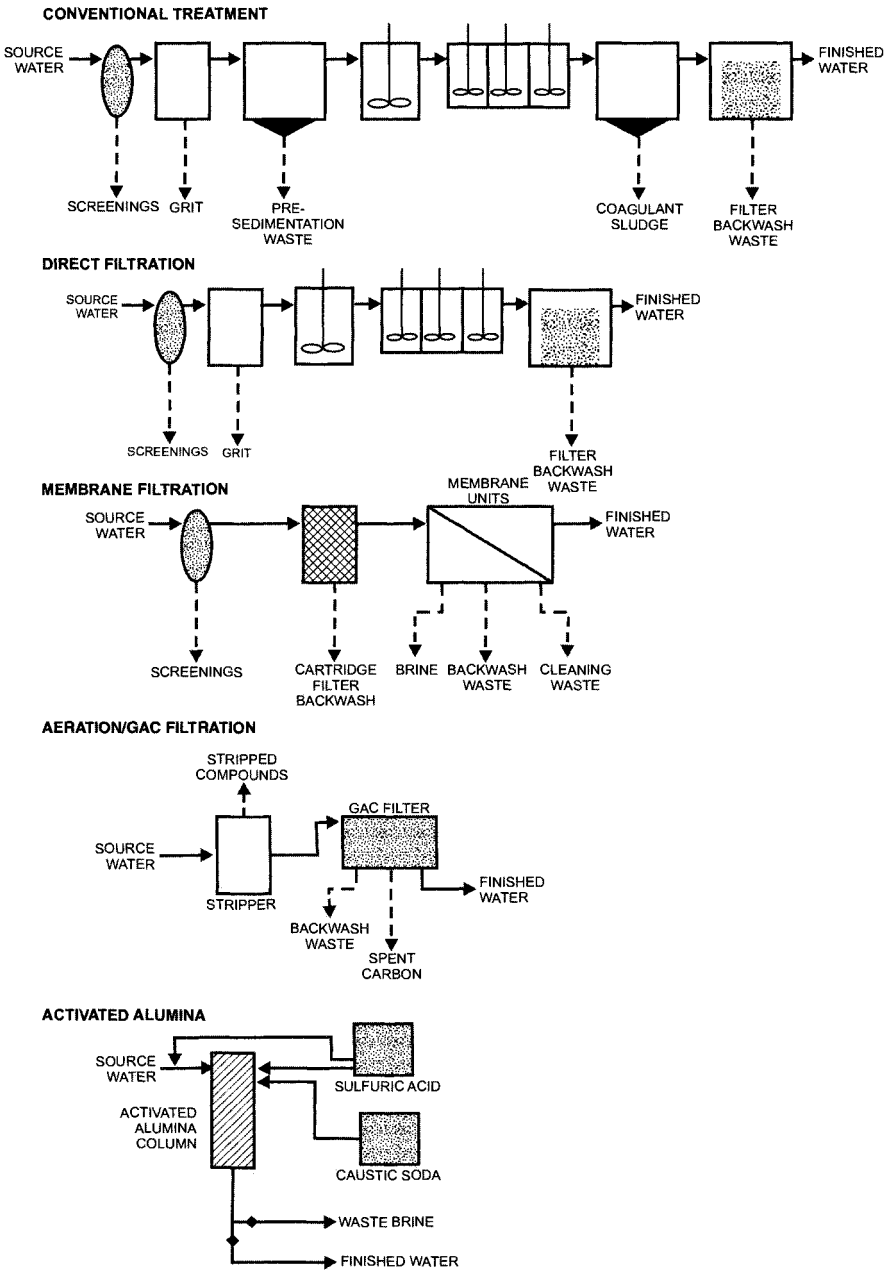 CONVENTIONAL TREATMENT
SOURCE
WATER
FINISHED
WATER
SCREENINGS
GRIT
PRE-
SEDIMENTATION
WASTE
COAGULANT
SLUDGE
FILTER
BACKWASH
WASTE
DIRECT FILTRATION
SOURCE
WATER
FINISHED
WATER
SCREENINGS
GRIT
FILTER
BACKWASH
WASTE
MEMBRANE FILTRATION
MEMBRANE
UNITS
SOURCE
WATER
FINISHED
WATER
SCREENINGS
CARTRIDGE
FILTER
BACKWASH
BRINE
BACKWASH
WASTE
CLEANING
WASTE
AERATION/GAC FILTRATION
STRIPPED
COMPOUNDS
GAC FILTER
SOURCE
WATER
STRIPPER
FINISHED
WATER
BACKWASH
WASTE
SPENT
CARBON
ACTIVATED ALUMINA
SOURCE
WATER
SULFURIC ACID
ACTIVATED
ALUMINA
COLUMN
CAUSTIC SODA
WASTE BRINE
FINISHED WATER